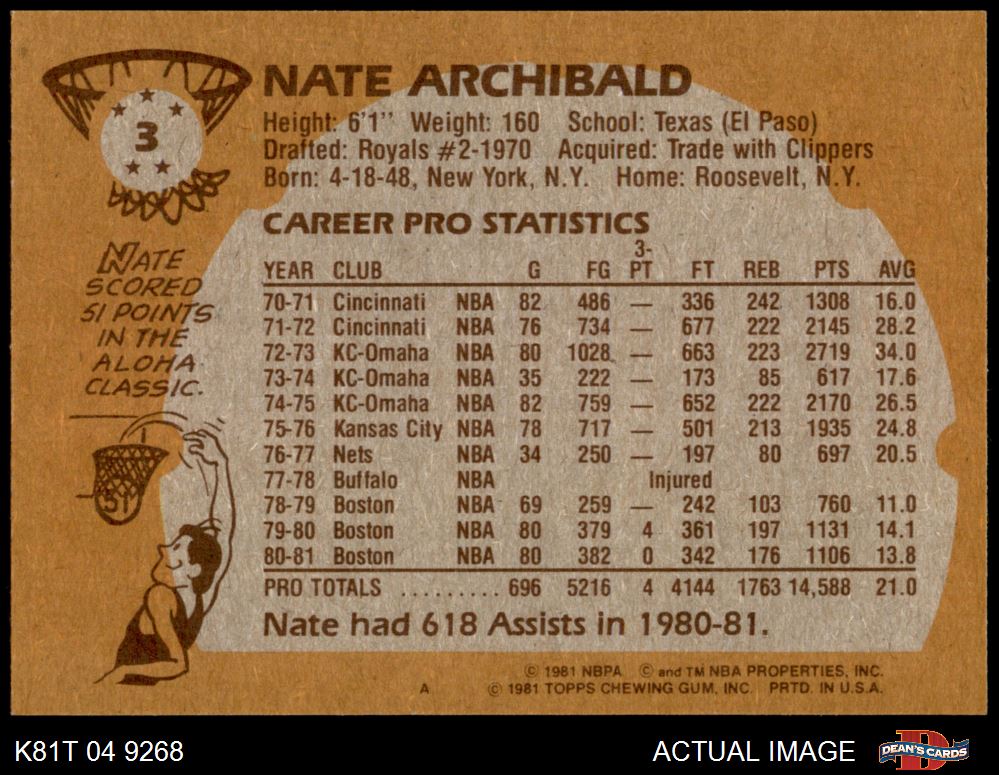 NATE ARCHIBALD
3
Height: 6'1" Weight: 160 School: Texas (El Paso)
Drafted: Royals #2-1970 Acquired: Trade with Clippers
Born: 4-18-48, New York, N.Y. Home: Roosevelt, N.Y.
NATE
SCORED
51 POINTS
IN THE
ALOHA
CLASSIC.
51
CAREER PRO STATISTICS
YEAR CLUB G FG 3-PT FT REB PTS AVG
70-71 Cincinnati NBA 82 486 — 336 242 1308 16.0
71-72 Cincinnati NBA 76 734 — 677 222 2145 28.2
72-73 KC-Omaha NBA 80 1028 — 663 223 2719 34.0
73-74 KC-Omaha NBA 35 222 — 173 85 617 17.6
74-75 KC-Omaha NBA 82 759 — 652 222 2170 26.5
75-76 Kansas City NBA 78 717 — 501 213 1935 24.8
76-77 Nets NBA 34 250 — 197 80 697 20.5
77-78 Buffalo NBA Injured
78-79 Boston NBA 69 259 — 242 103 760 11.0
79-80 Boston NBA 80 379 4 361 197 1131 14.1
80-81 Boston NBA 80 382 0 342 176 1106 13.8
PRO TOTALS ......... 696 5216 4 4144 1763 14,588 21.0
Nate had 618 Assists in 1980-81.
© 1981 NBPA © and TM NBA PROPERTIES, INC.
A © 1981 TOPPS CHEWING GUM, INC. PRTD. IN U.S.A.
K81T 04 9268 ACTUAL IMAGE D DEAN'S CARDS